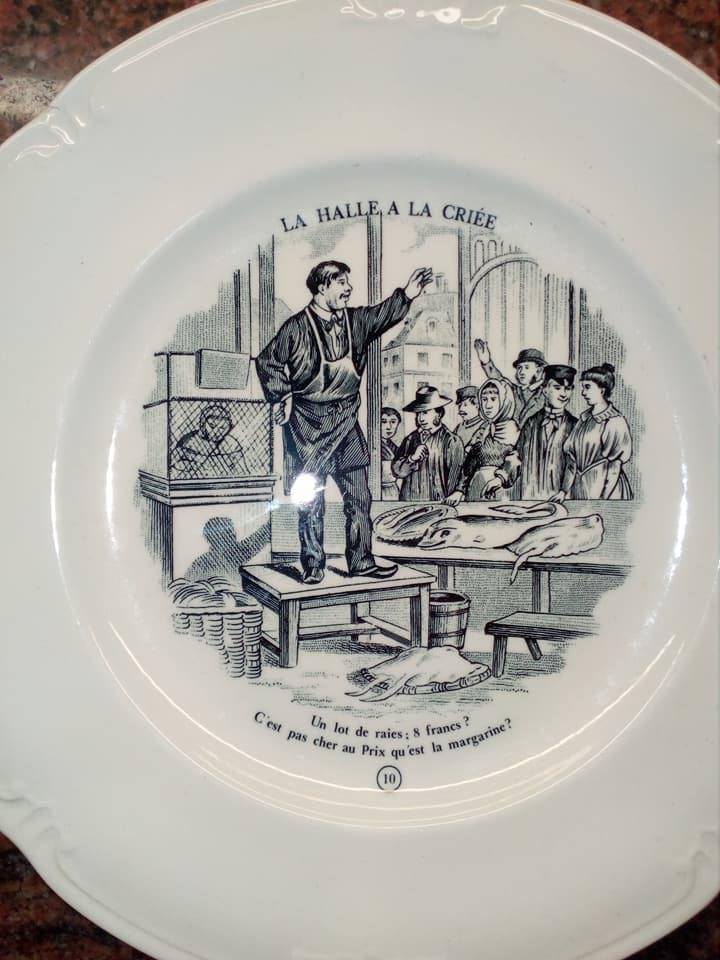 LA HALLE A LA CRIÉE
Un lot de raies ; 8 francs ?
C'est pas cher au Prix qu'est la margarine ?
10